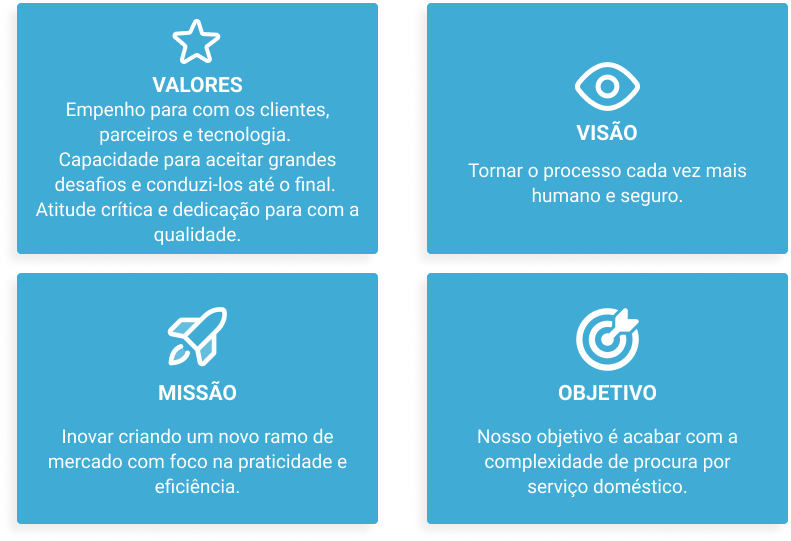 VALORES
Empenho para com os clientes,
parceiros e tecnologia.
Capacidade para aceitar grandes
desafios e conduzi-los até o final.
Atitude crítica e dedicação para com a
qualidade.
VISÃO
Tornar o processo cada vez mais
humano e seguro.
MISSÃO
Inovar criando um novo ramo de
mercado com foco na praticidade e
eficiência.
OBJETIVO
Nosso objetivo é acabar com a
complexidade de procura por
serviço doméstico.